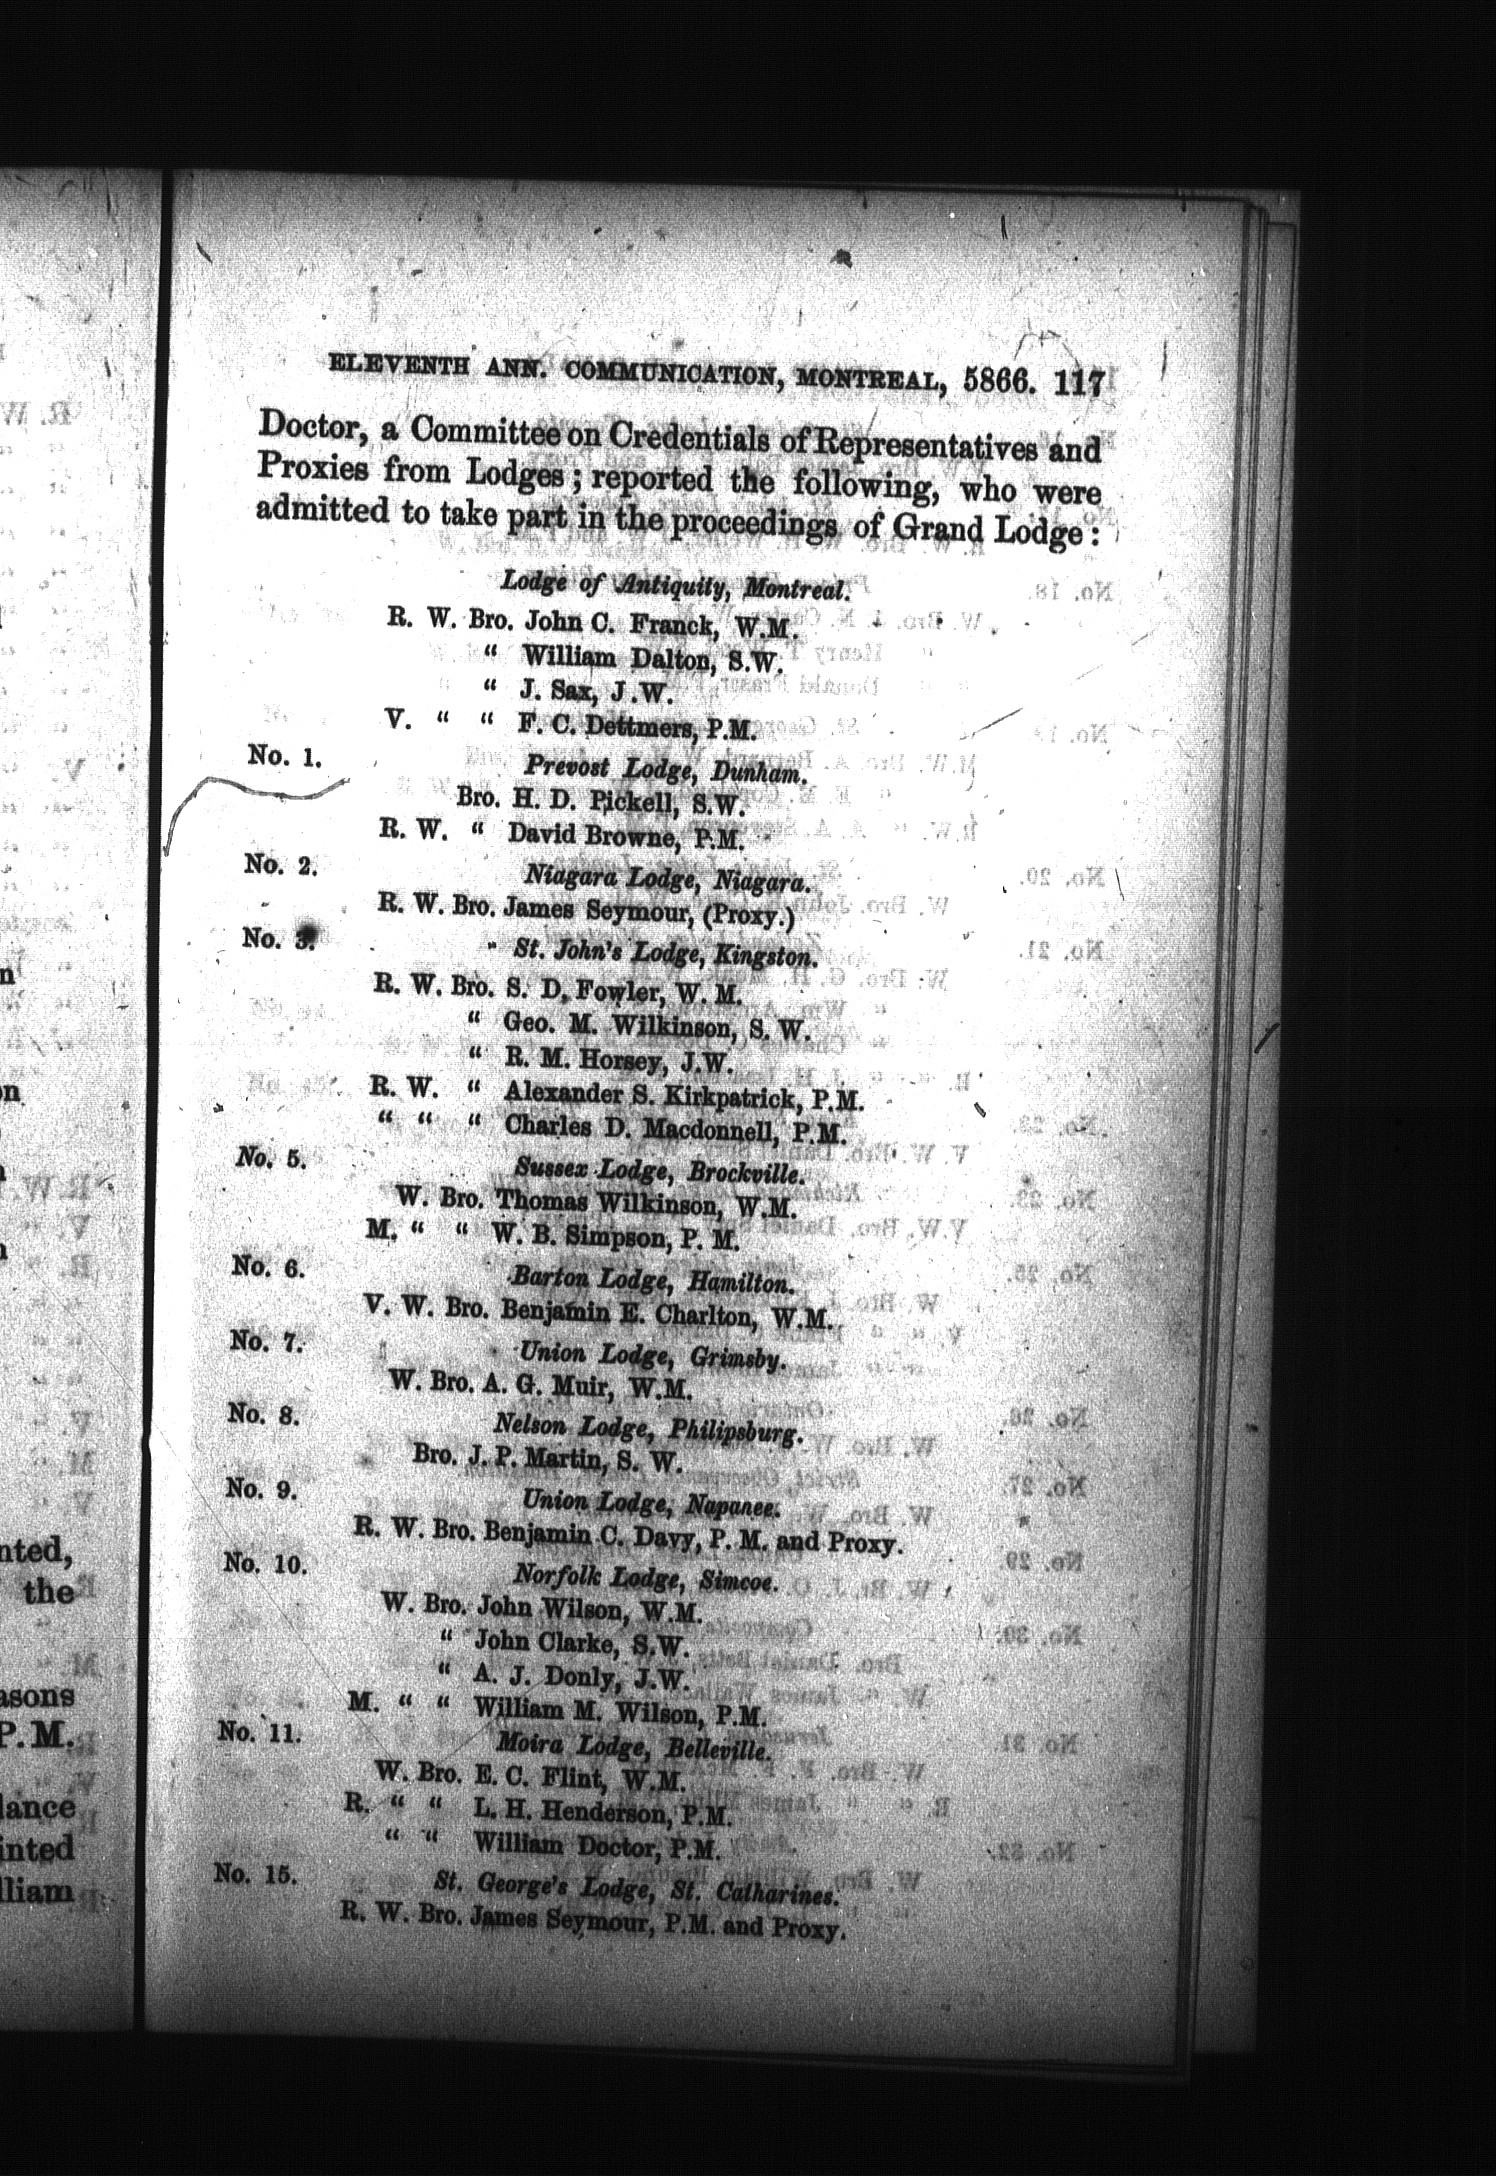 ELEVENTH ANN. COMMUNICATION, MONTREAL, 5866. 117
Doctor, a Committee on Credentials of Representatives and
Proxies from Lodges; reported the following, who were
admitted to take part in the proceedings of Grand Lodge:
Lodge of Antiquity, Montreal.
R. W. Bro. John C. Franck, W.M.
" William Dalton, S.W.
" J. Sax, J.W.
V. " " F. C. Dettmers, P.M.
No. 1. Prevost Lodge, Dunham.
Bro. H. D. Pickell, S.W.
R. W. " David Browne, P.M.
No. 2. Niagara Lodge, Niagara.
R. W. Bro. James Seymour, (Proxy.)
No. 3. St. John's Lodge, Kingston.
R. W. Bro. S. D. Fowler, W. M.
" Geo. M. Wilkinson, S. W.
" R. M. Horsey, J.W.
R. W. " Alexander S. Kirkpatrick, P.M.
" " " Charles D. Macdonnell, P.M.
No. 5. Sussex Lodge, Brockville.
W. Bro. Thomas Wilkinson, W.M.
M. " " W. B. Simpson, P. M.
No. 6. Barton Lodge, Hamilton.
V. W. Bro. Benjamin E. Charlton, W.M.
No. 7. Union Lodge, Grimsby.
W. Bro. A. G. Muir, W.M.
No. 8. Nelson Lodge, Philipsburg.
Bro. J. P. Martin, S. W.
No. 9. Union Lodge, Napanee.
R. W. Bro. Benjamin C. Davy, P. M. and Proxy.
No. 10. Norfolk Lodge, Simcoe.
W. Bro. John Wilson, W.M.
" John Clarke, S.W.
" A. J. Donly, J.W.
M. " " William M. Wilson, P.M.
No. 11. Moira Lodge, Belleville.
W. Bro. E. C. Flint, W.M.
R. " " L. H. Henderson, P.M.
" " William Doctor, P.M.
No. 15. St. George's Lodge, St. Catharines.
R. W. Bro. James Seymour, P.M. and Proxy.